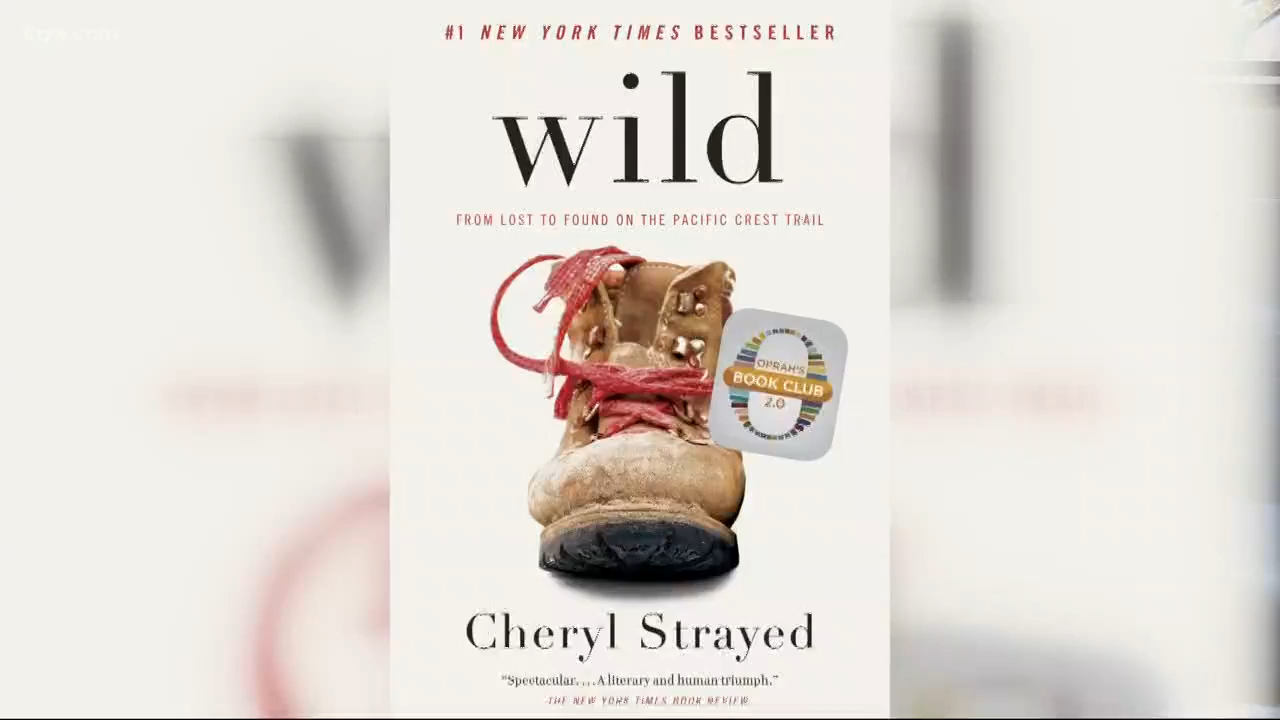 #1 NEW YORK TIMES BESTSELLER
wild
FROM LOST TO FOUND ON THE PACIFIC CREST TRAIL
OPRAH'S
BOOK CLUB
2.0
Cheryl Strayed
"Spectacular. . . . A literary and human triumph."
THE NEW YORK TIMES BOOK REVIEW